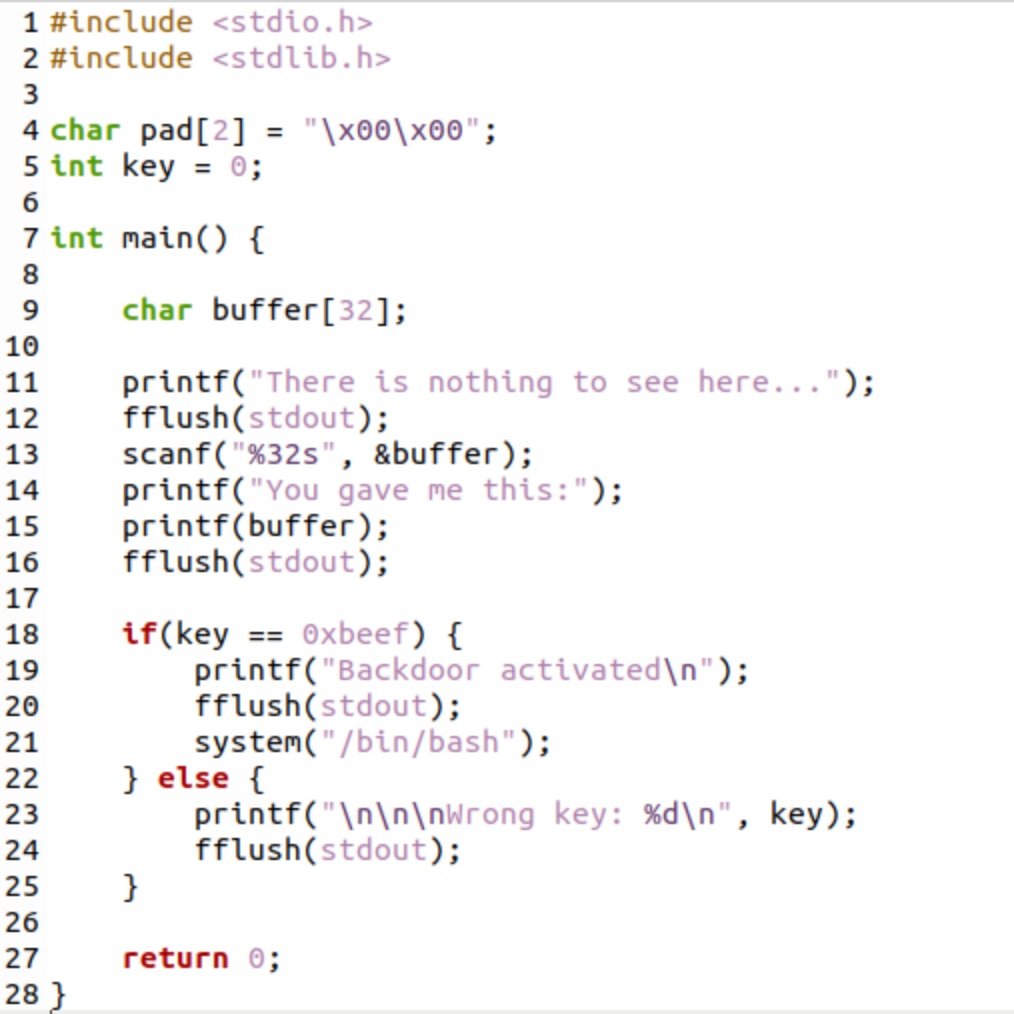 1 #include <stdio.h>
2 #include <stdlib.h>
3
4 char pad[2] = "\x00\x00";
5 int key = 0;
6
7 int main() {
8
9     char buffer[32];
10
11     printf("There is nothing to see here...");
12     fflush(stdout);
13     scanf("%32s", &buffer);
14     printf("You gave me this:");
15     printf(buffer);
16     fflush(stdout);
17
18     if(key == 0xbeef) {
19         printf("Backdoor activated\n");
20         fflush(stdout);
21         system("/bin/bash");
22     } else {
23         printf("\n\n\nWrong key: %d\n", key);
24         fflush(stdout);
25     }
26
27     return 0;
28 }